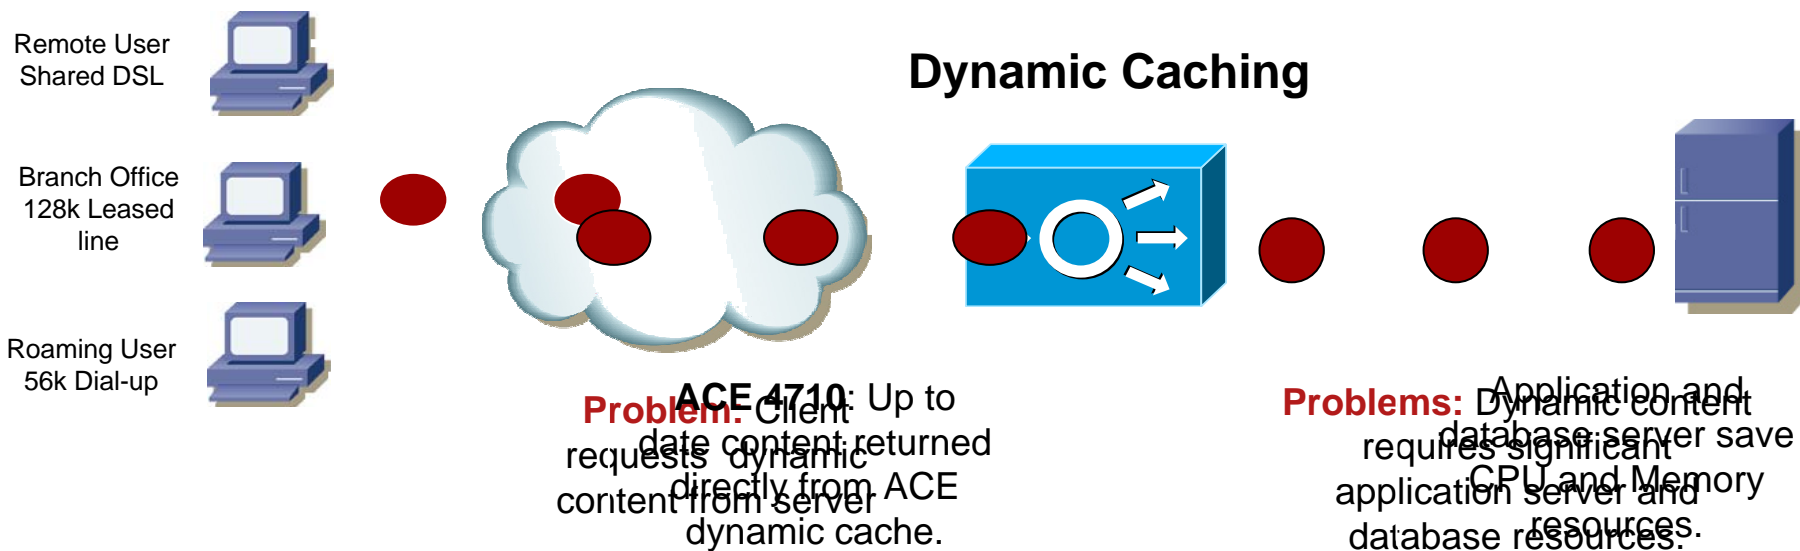 Remote User
Shared DSL
Dynamic Caching
Branch Office
128k Leased
line
Roaming User
56k Dial-up
Problem: Client
requests dynamic
content from server
ACE 4710: Up to
date content returned
directly from ACE
dynamic cache.
Problems: Dynamic content
requires significant
application server and
database resources.
Application and
database server save
CPU and Memory
resources.